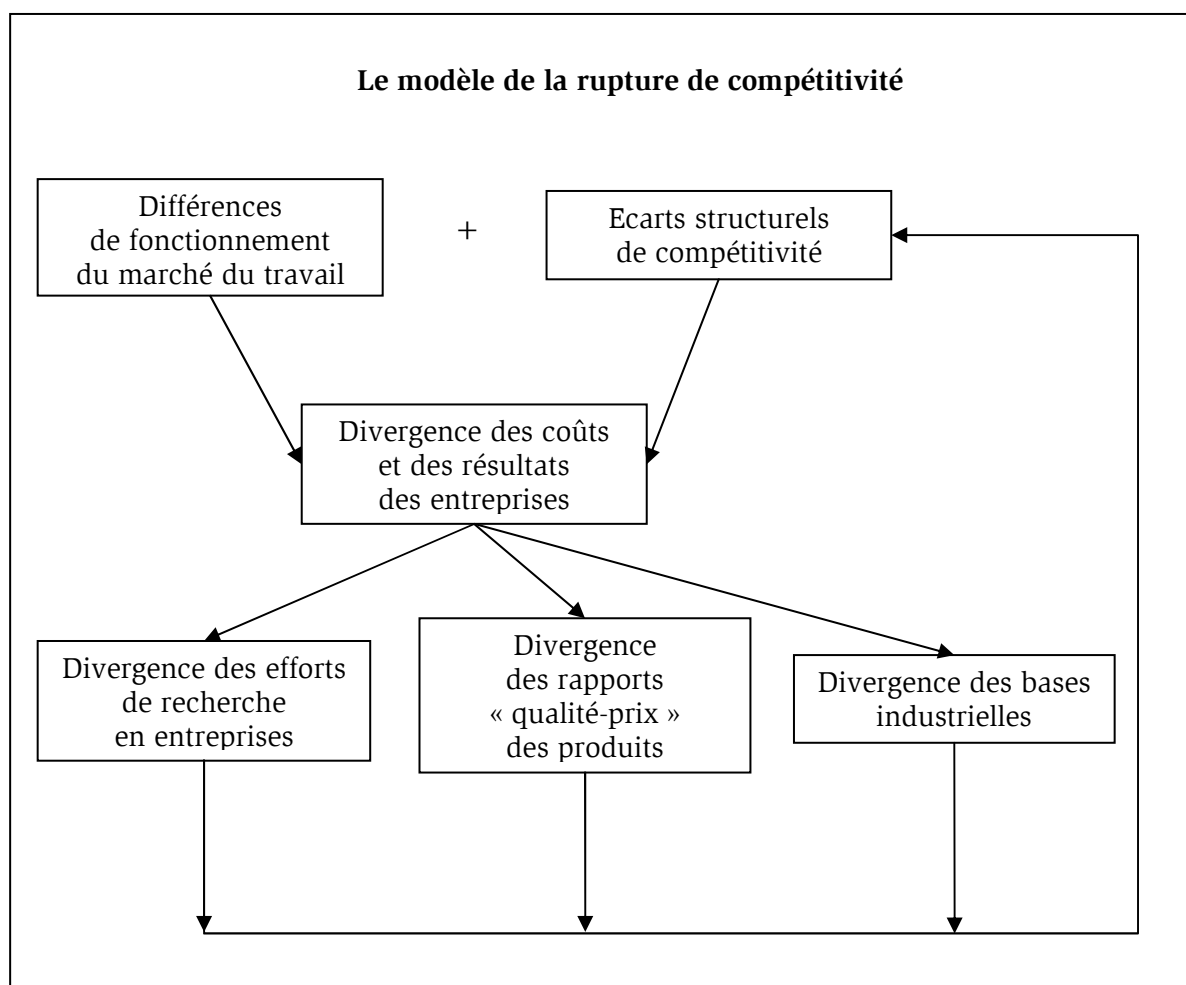 Le modèle de la rupture de compétitivité
Différences
de fonctionnement
du marché du travail
+
Ecarts structurels
de compétitivité
Divergence des coûts
et des résultats
des entreprises
Divergence des efforts
de recherche
en entreprises
Divergence
des rapports
« qualité-prix »
des produits
Divergence des bases
industrielles